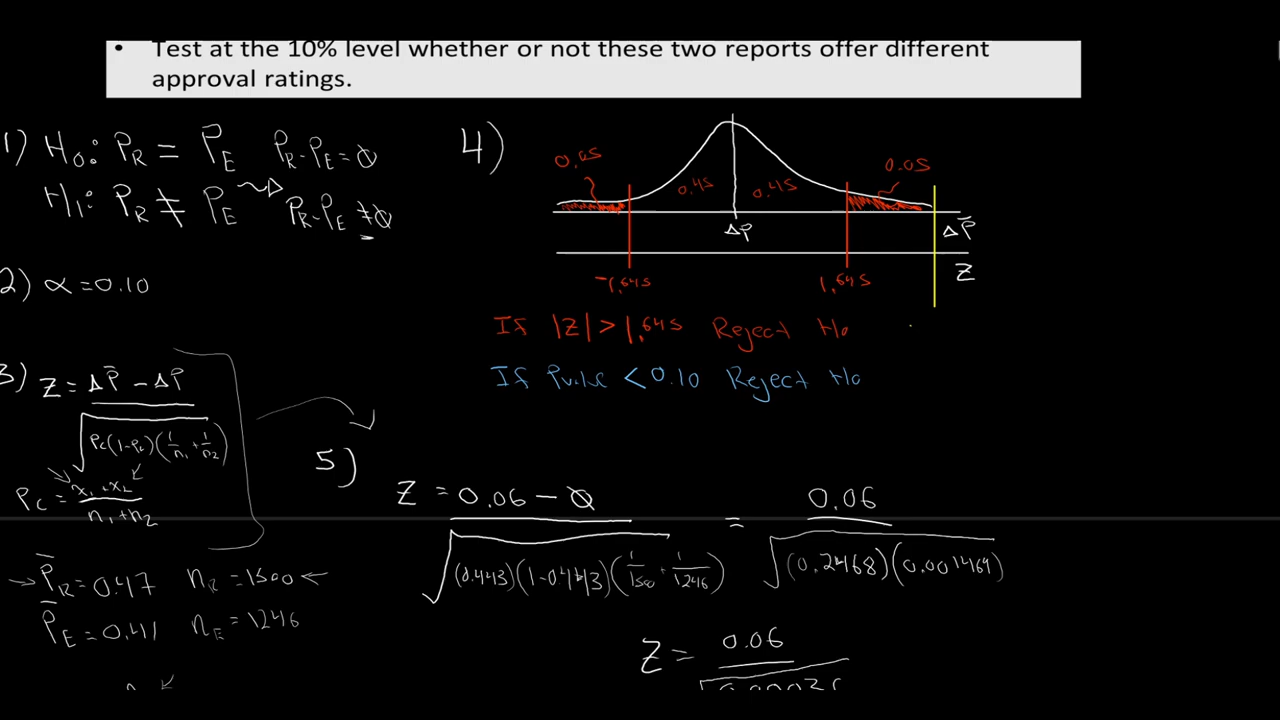 • Test at the 10% level whether or not these two reports offer different
approval ratings.
1) H₀: P_R = P_E P_R - P_E = 0
H₁: P_R ≠ P_E → P_R - P_E ≠ 0
2) α = 0.10
3) Z = Δp̄ - Δp
√(Pc(1-Pc)(1/n₁ + 1/n₂))
Pc = x₁ + x₂
n₁ + n₂
→ p̄_R = 0.47 n_R = 1500 ←
p̄_E = 0.41 n_E = 1246
4)
0.05 0.05
0.45 0.45
Δp Δp̄
Z
-1.645 1.645
If |Z| > 1.645 Reject Ho
If Pvalue < 0.10 Reject Ho
5)
Z = 0.06 - 0 = 0.06
√((0.443)(1-0.443)(1/1500 + 1/1246)) √((0.2468)(0.001469))
Z = 0.06